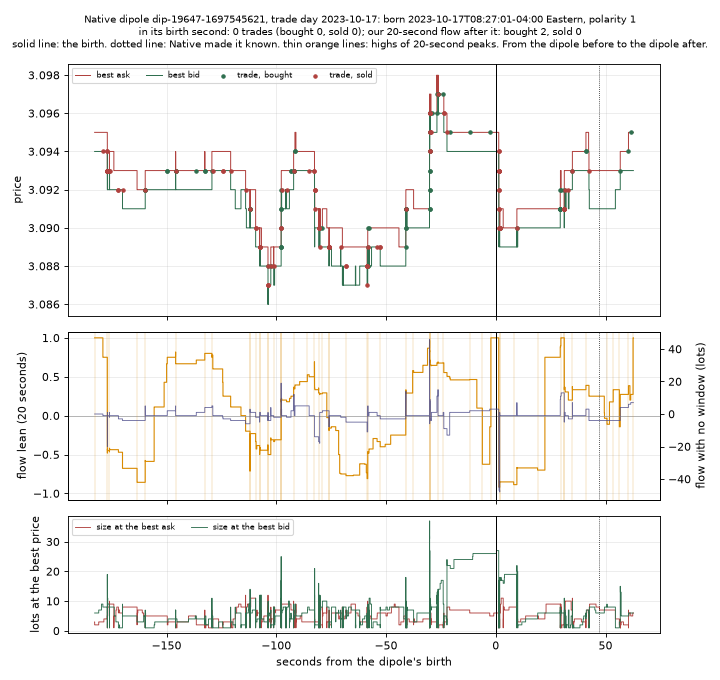 Native dipole dip-19647-1697545621, trade day 2023-10-17: born 2023-10-17T08:27:01-04:00 Eastern, polarity 1
in its birth second: 0 trades (bought 0, sold 0); our 20-second flow after it: bought 2, sold 0
solid line: the birth. dotted line: Native made it known. thin orange lines: highs of 20-second peaks. From the dipole before to the dipole after.
best ask best bid trade, bought trade, sold
3.098
3.096
3.094
3.092
3.090
3.088
3.086
price
1.0
0.5
0.0
−0.5
−1.0
flow lean (20 seconds)
40
20
0
−20
−40
flow with no window (lots)
size at the best ask size at the best bid
30
20
10
0
lots at the best price
−150 −100 −50 0 50
seconds from the dipole's birth